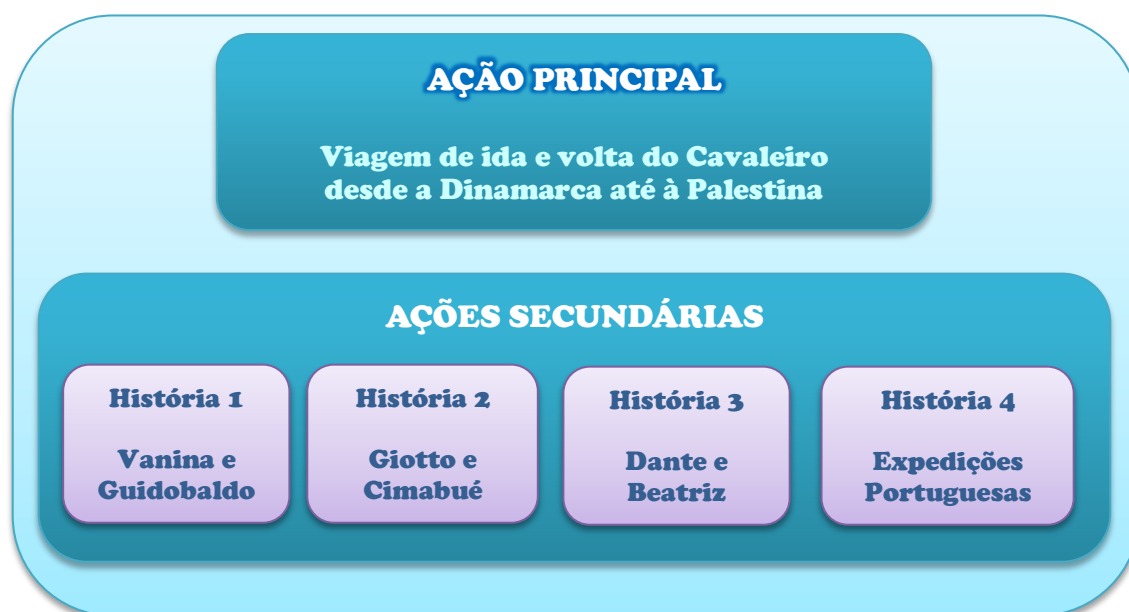 AÇÃO PRINCIPAL
Viagem de ida e volta do Cavaleiro
desde a Dinamarca até à Palestina
AÇÕES SECUNDÁRIAS
História 1
Vanina e
Guidobaldo
História 2
Giotto e
Cimabué
História 3
Dante e
Beatriz
História 4
Expedições
Portuguesas